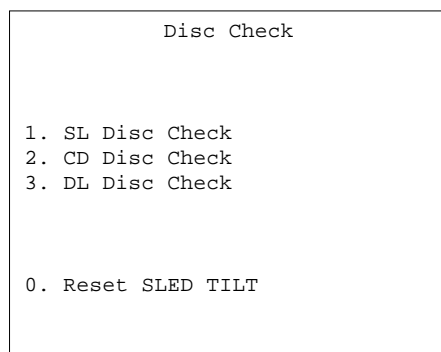 Disc Check
1. SL Disc Check
2. CD Disc Check
3. DL Disc Check
0. Reset SLED TILT